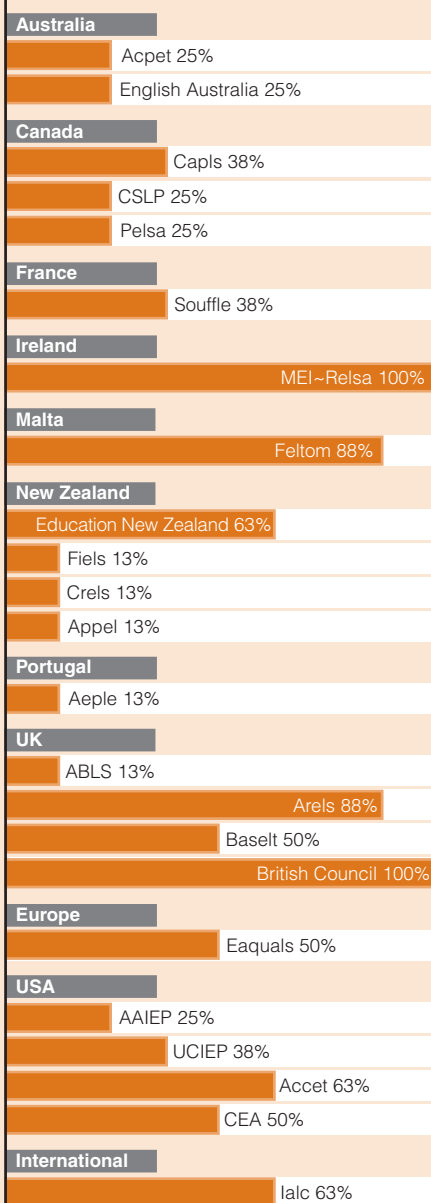 Australia
Acpet 25%
English Australia 25%
Canada
Capls 38%
CSLP 25%
Pelsa 25%
France
Souffle 38%
Ireland
MEI~Relsa 100%
Malta
Feltom 88%
New Zealand
Education New Zealand 63%
Fiels 13%
Crels 13%
Appel 13%
Portugal
Aeple 13%
UK
ABLS 13%
Arels 88%
Baselt 50%
British Council 100%
Europe
Eaquals 50%
USA
AAIEP 25%
UCIEP 38%
Accet 63%
CEA 50%
International
Ialc 63%